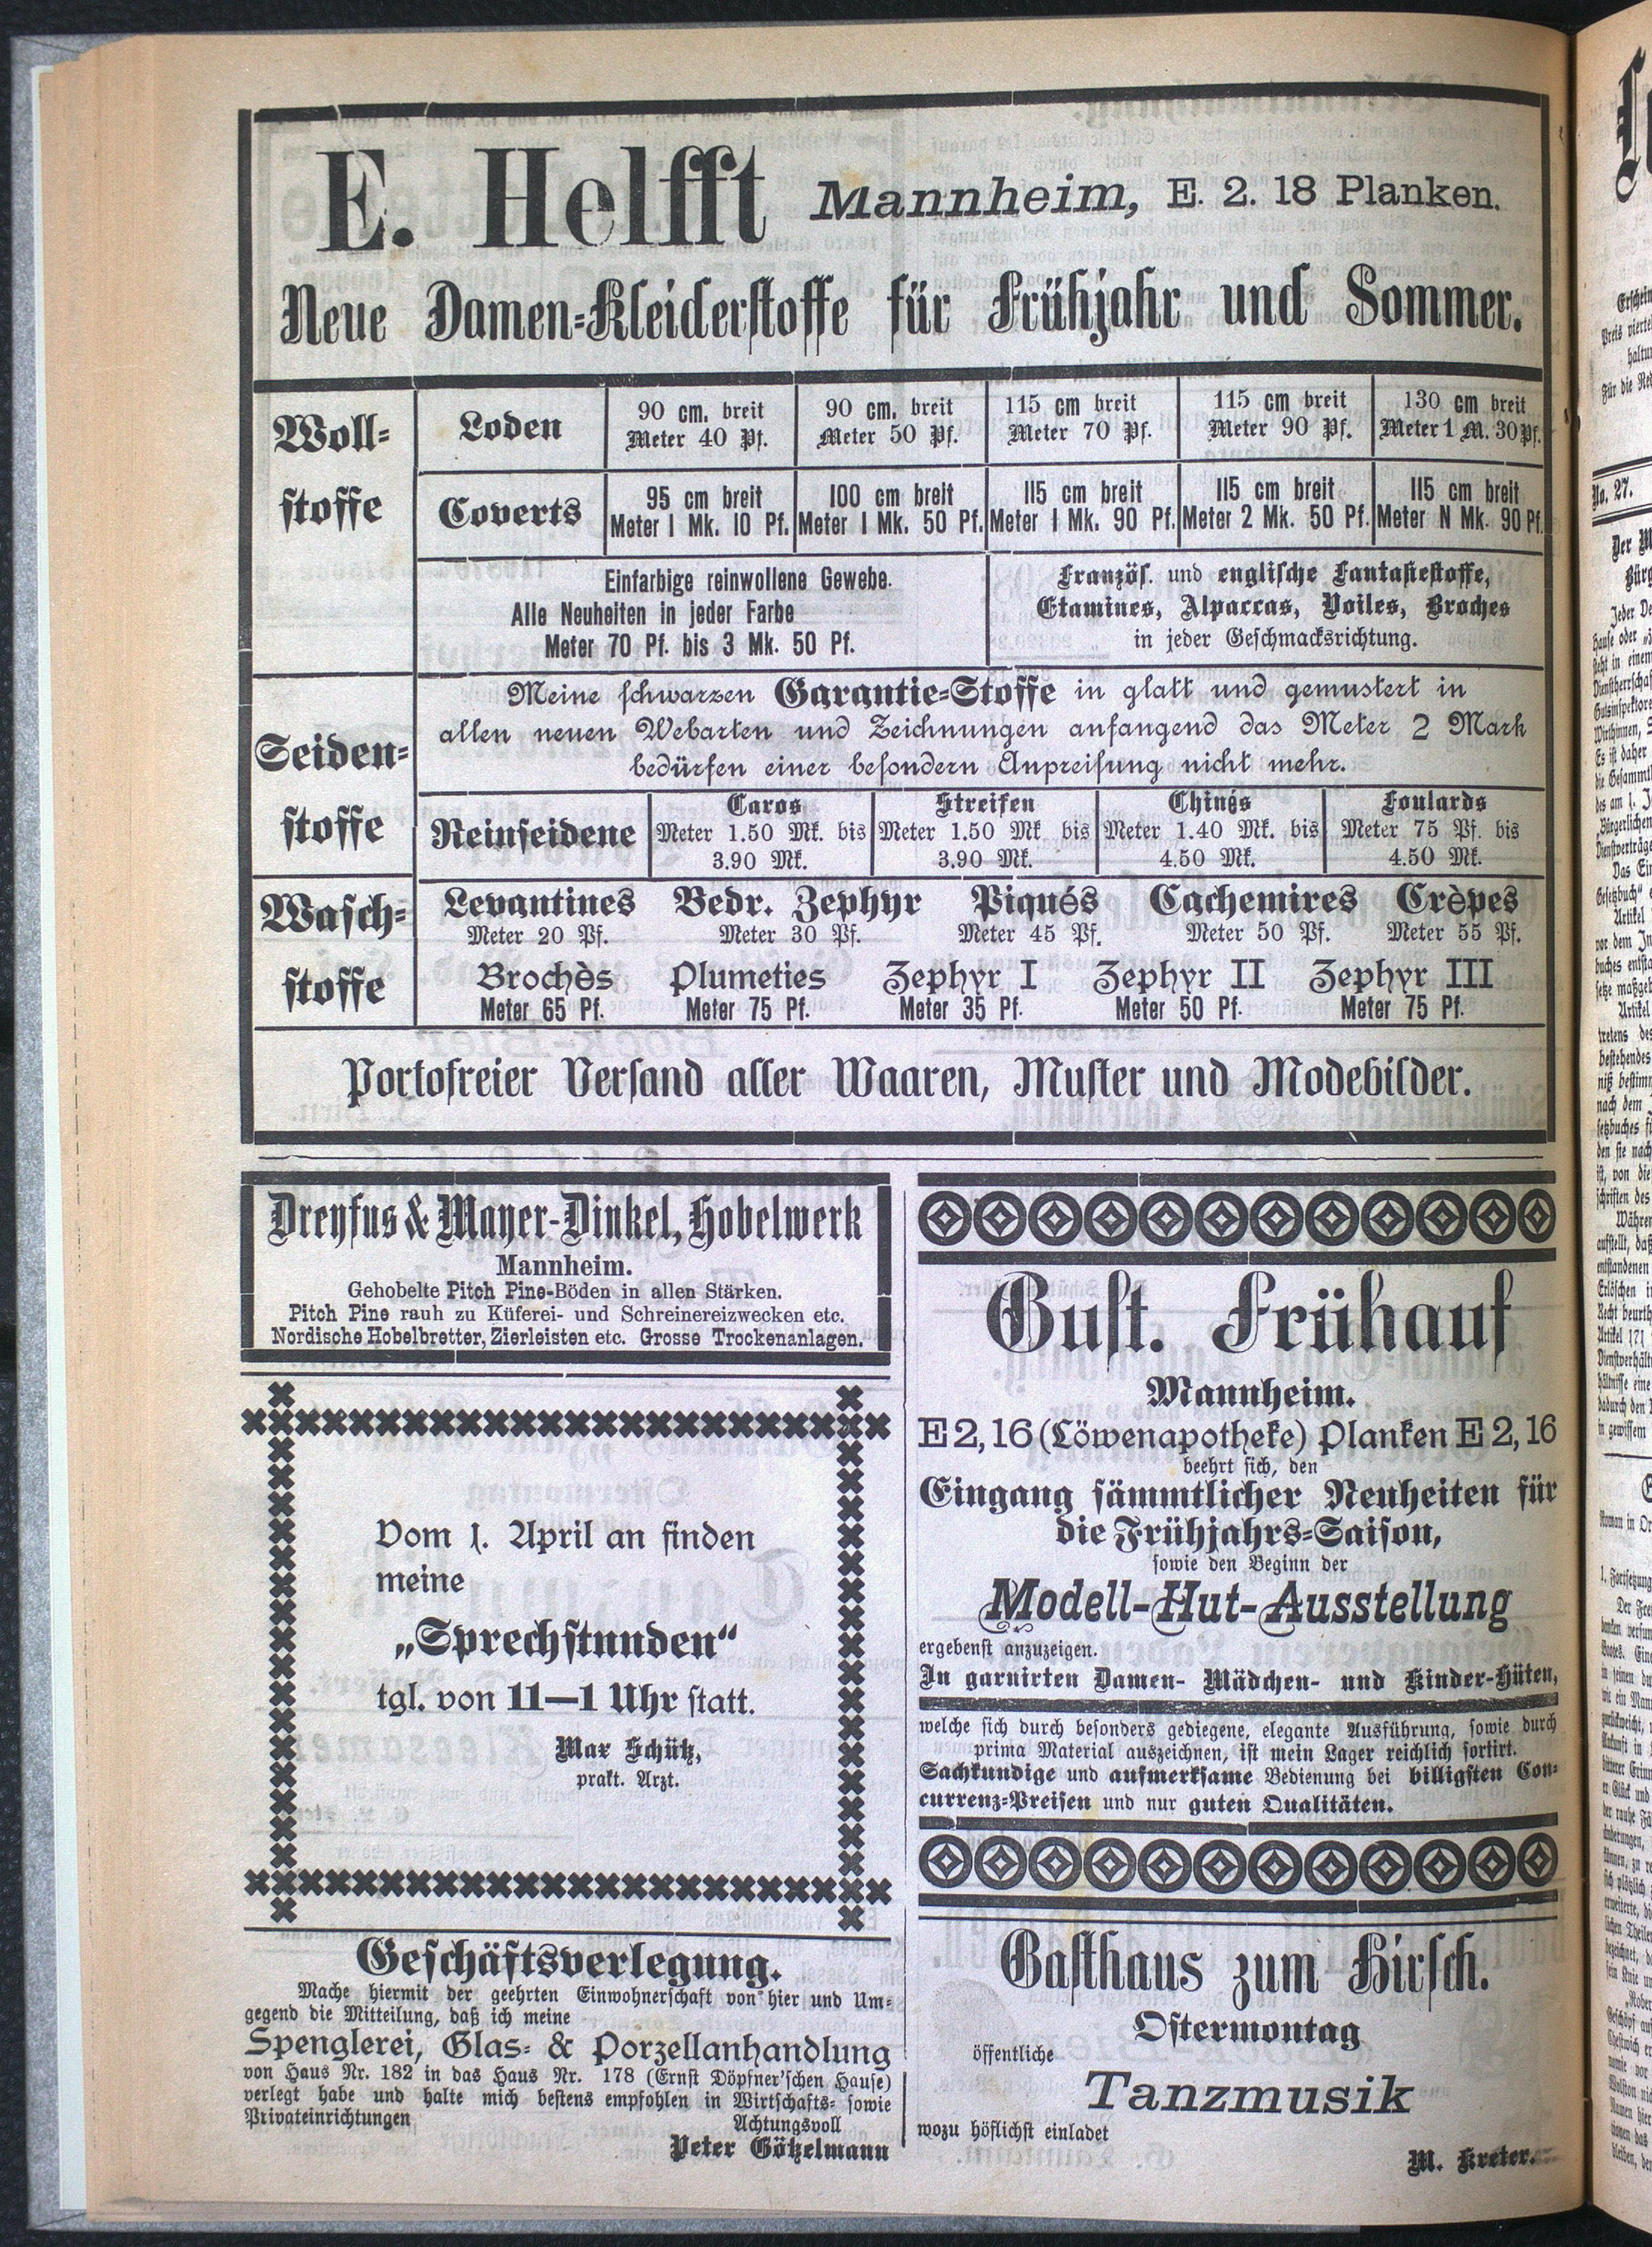 E. Helfft Mannheim, E. 2. 18 Planken.
Neue Damen-Kleiderstoffe für Frühjahr und Sommer.
Woll-
stoffe
Loden
90 cm. breit
Meter 40 Pf.
90 cm. breit
Meter 50 Pf.
115 cm breit
Meter 70 Pf.
115 cm breit
Meter 90 Pf.
130 cm breit
Meter 1 M. 30 Pf.
Coverts
95 cm breit
Meter 1 Mk. 10 Pf.
100 cm breit
Meter 1 Mk. 50 Pf.
115 cm breit
Meter 1 Mk. 90 Pf.
115 cm breit
Meter 2 Mk. 50 Pf.
115 cm breit
Meter N Mk. 90 Pf.
Einfarbige reinwollene Gewebe.
Alle Neuheiten in jeder Farbe
Meter 70 Pf. bis 3 Mk. 50 Pf.
Französ. und englische Fantasiestoffe,
Etamines, Alpaccas, Voiles, Broches
in jeder Geschmacksrichtung.
Seiden-
stoffe
Meine schwarzen Garantie-Stoffe in glatt und gemustert in
allen neuen Webarten und Zeichnungen anfangend das Meter 2 Mark
bedürfen einer besondern Anpreisung nicht mehr.
Reinseidene
Caros
Meter 1.50 Mk. bis
3.90 Mk.
Streifen
Meter 1.50 Mk bis
3.90 Mk.
Chinés
Meter 1.40 Mk. bis
4.50 Mk.
Foulards
Meter 75 Pf. bis
4.50 Mk.
Wasch-
stoffe
Levantines Bedr. Zephyr Piqués Cachemires Crèpes
Meter 20 Pf. Meter 30 Pf. Meter 45 Pf. Meter 50 Pf. Meter 55 Pf.
Brochès Plumeties Zephyr I Zephyr II Zephyr III
Meter 65 Pf. Meter 75 Pf. Meter 35 Pf. Meter 50 Pf. Meter 75 Pf.
Portofreier Versand aller Waaren, Muster und Modebilder.
Dreyfus & Mayer-Dinkel, Hobelwerk
Mannheim.
Gehobelte Pitch Pine-Böden in allen Stärken.
Pitch Pine rauh zu Küferei- und Schreinereizwecken etc.
Nordische Hobelbretter, Zierleisten etc. Grosse Trockenanlagen.
Vom 1. April an finden
meine
„Sprechstunden“
tgl. von 11—1 Uhr statt.
Max Schütz,
prakt. Arzt.
Geschäftsverlegung.
Mache hiermit der geehrten Einwohnerschaft von hier und Um-
gegend die Mitteilung, daß ich meine
Spenglerei, Glas- & Porzellanhandlung
von Haus Nr. 182 in das Haus Nr. 178 (Ernst Döpfner'schen Hause)
verlegt habe und halte mich bestens empfohlen in Wirtschafts- sowie
Privateinrichtungen
Achtungsvoll
Peter Götzelmann
Gust. Frühauf
Mannheim.
E 2, 16 (Löwenapotheke) Planken E 2, 16
beehrt sich, den
Eingang sämmtlicher Neuheiten für
die Frühjahrs-Saison,
sowie den Beginn der
Modell-Hut-Ausstellung
ergebenst anzuzeigen.
In garnirten Damen- Mädchen- und Kinder-Hüten,
welche sich durch besonders gediegene, elegante Ausführung, sowie durch
prima Material auszeichnen, ist mein Lager reichlich sortirt.
Sachkundige und aufmerksame Bedienung bei billigsten Con-
currenz-Preisen und nur guten Qualitäten.
Gasthaus zum Hirsch.
Ostermontag
öffentliche
Tanzmusik
wozu höflichst einladet
M. Kreter.
No. 27.